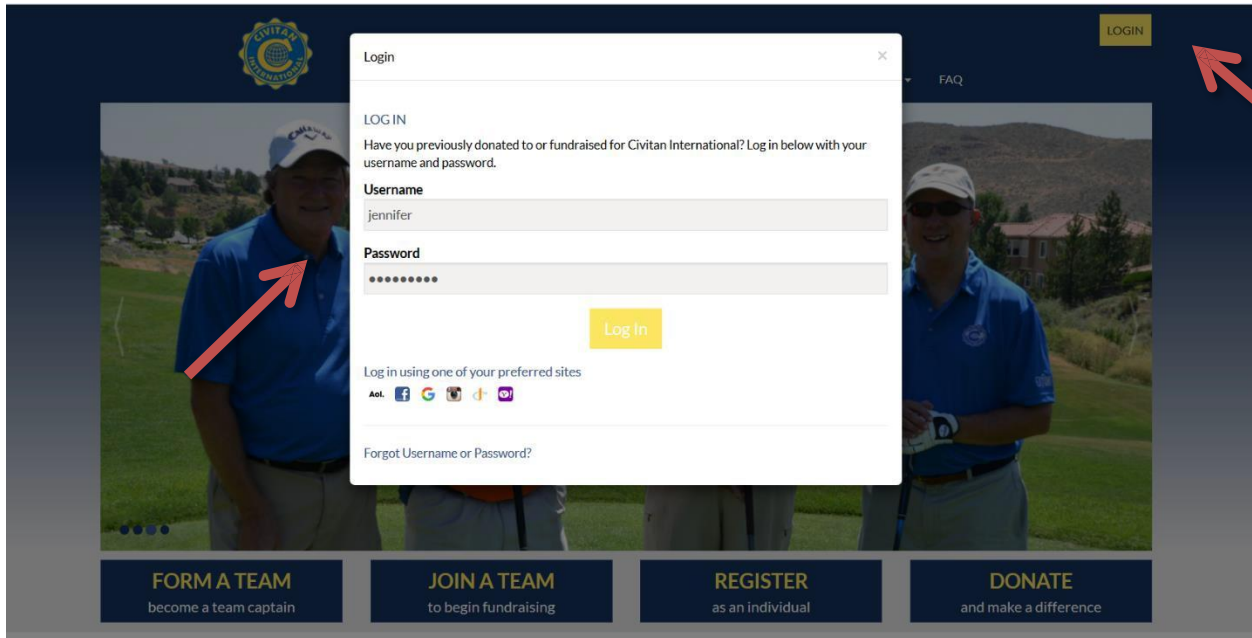 CIVITAN
INTERNATIONAL
LOGIN
FAQ
Callaway
Login
×
LOG IN
Have you previously donated to or fundraised for Civitan International? Log in below with your
username and password.
Username
jennifer
Password
•••••••••
Log In
Log in using one of your preferred sites
Aol.
Forgot Username or Password?
FORM A TEAM
become a team captain
JOIN A TEAM
to begin fundraising
REGISTER
as an individual
DONATE
and make a difference